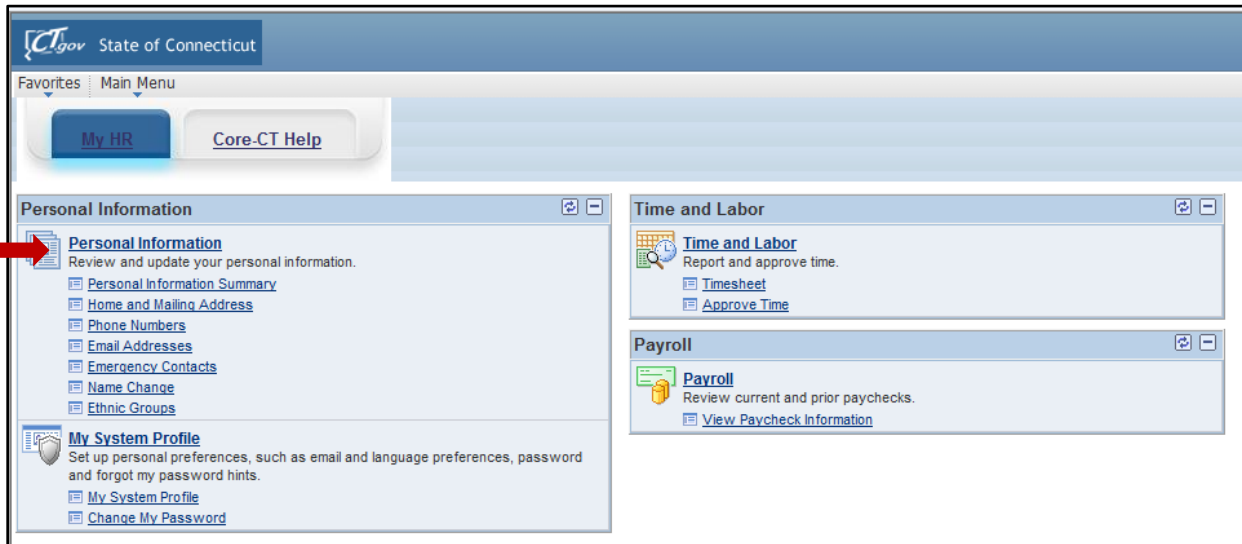 CT.gov State of Connecticut
Favorites Main Menu
My HR Core-CT Help
Personal Information
Personal Information
Review and update your personal information.
Personal Information Summary
Home and Mailing Address
Phone Numbers
Email Addresses
Emergency Contacts
Name Change
Ethnic Groups
My System Profile
Set up personal preferences, such as email and language preferences, password
and forgot my password hints.
My System Profile
Change My Password
Time and Labor
Time and Labor
Report and approve time.
Timesheet
Approve Time
Payroll
Payroll
Review current and prior paychecks.
View Paycheck Information